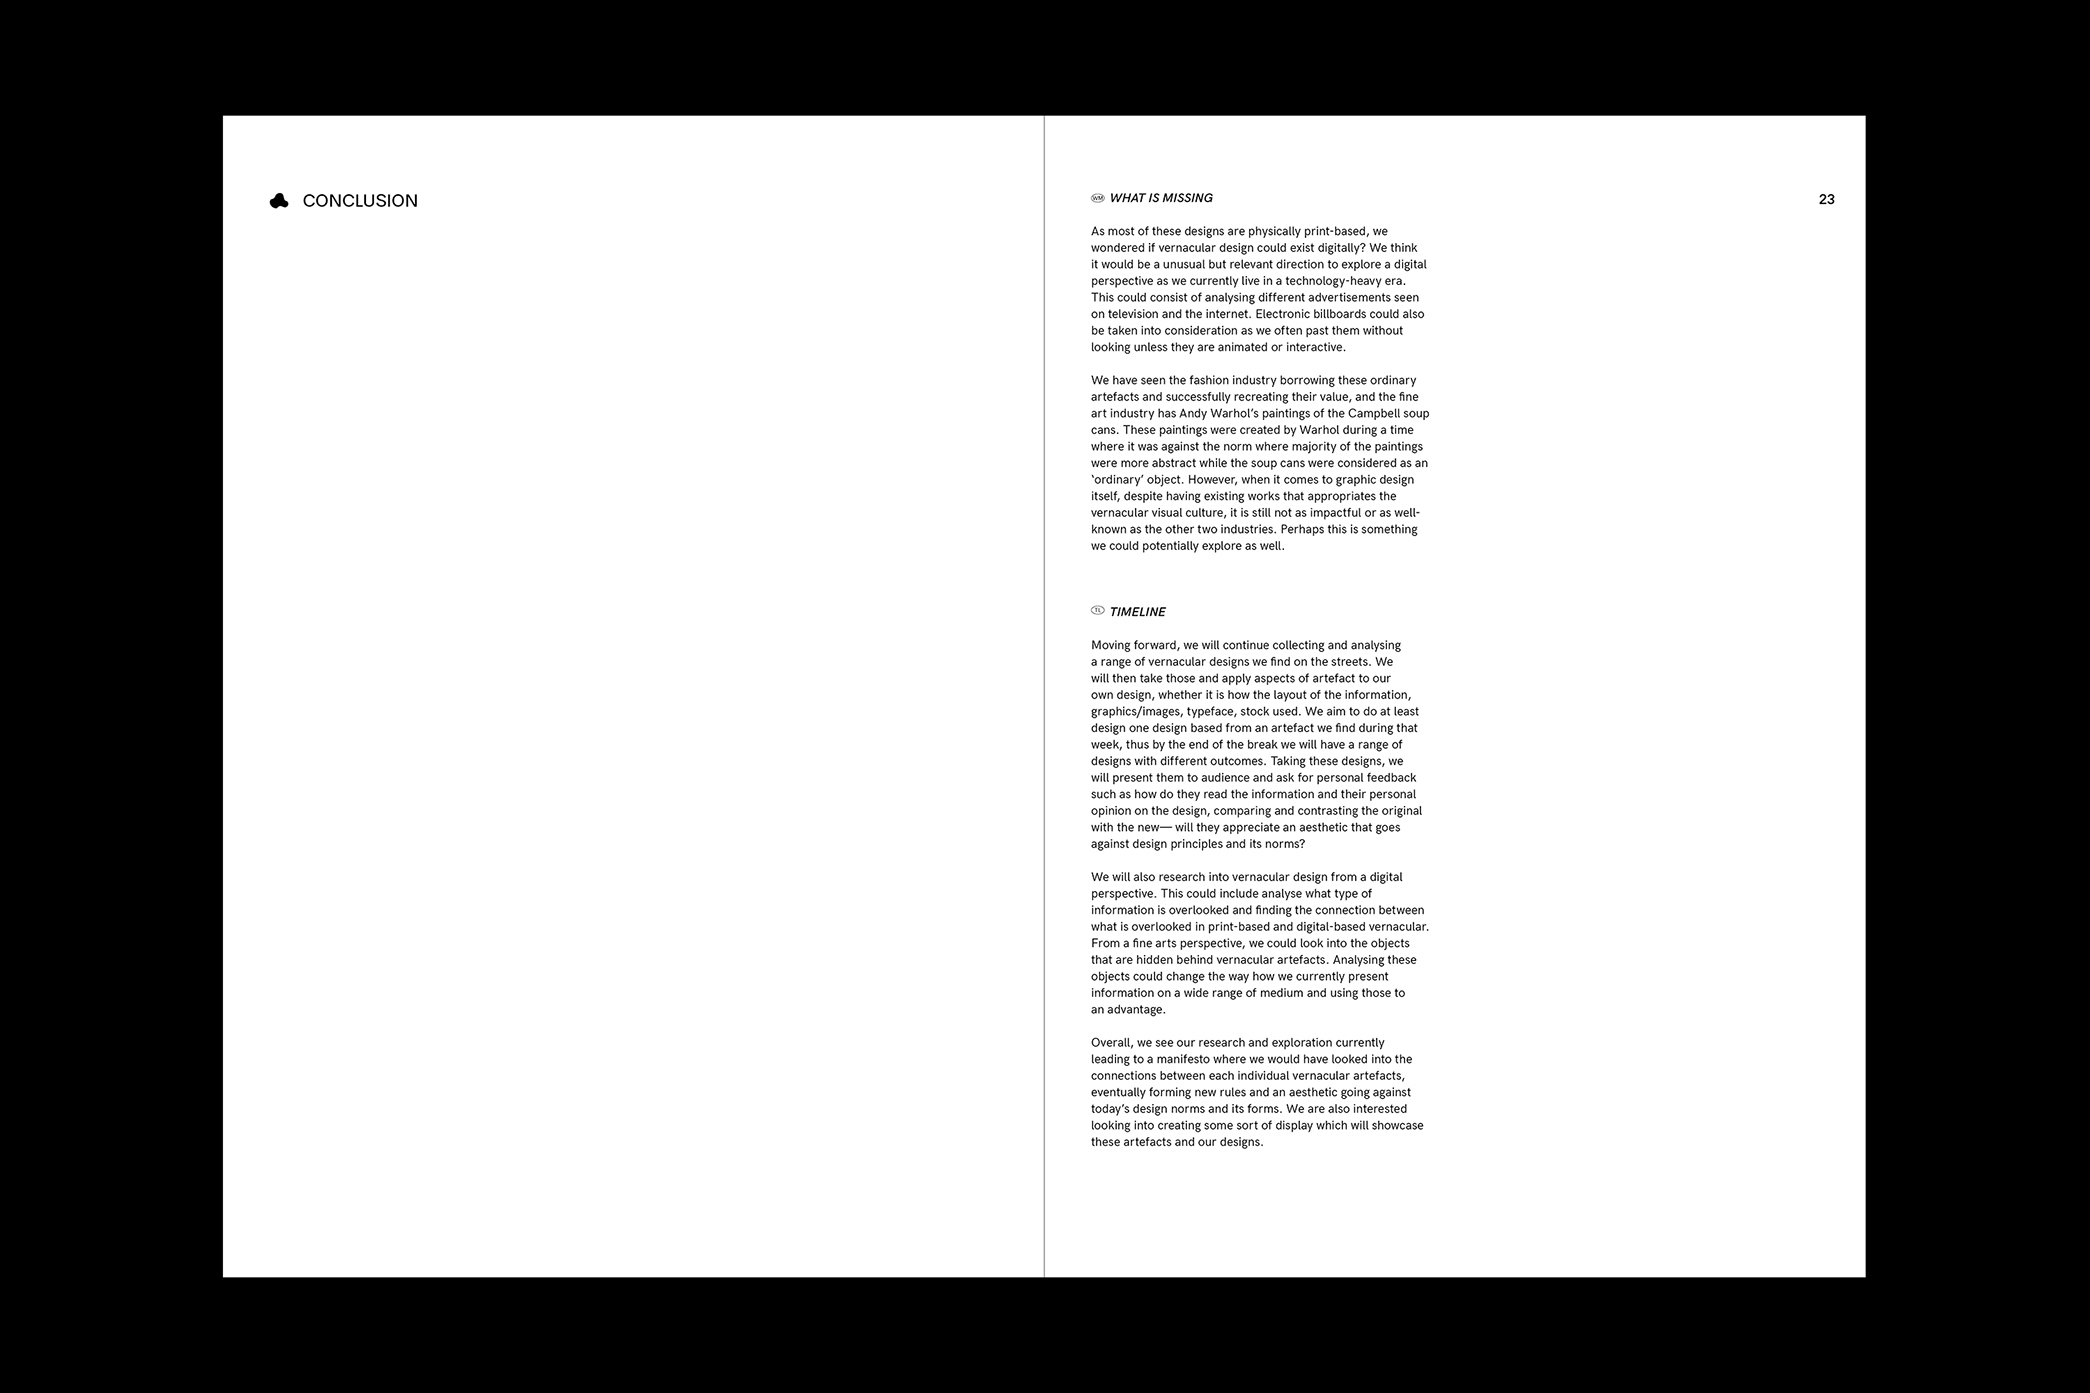 CONCLUSION
WM WHAT IS MISSING
23
As most of these designs are physically print-based, we
wondered if vernacular design could exist digitally? We think
it would be a unusual but relevant direction to explore a digital
perspective as we currently live in a technology-heavy era.
This could consist of analysing different advertisements seen
on television and the internet. Electronic billboards could also
be taken into consideration as we often past them without
looking unless they are animated or interactive.
We have seen the fashion industry borrowing these ordinary
artefacts and successfully recreating their value, and the fine
art industry has Andy Warhol's paintings of the Campbell soup
cans. These paintings were created by Warhol during a time
where it was against the norm where majority of the paintings
were more abstract while the soup cans were considered as an
'ordinary' object. However, when it comes to graphic design
itself, despite having existing works that appropriates the
vernacular visual culture, it is still not as impactful or as well-
known as the other two industries. Perhaps this is something
we could potentially explore as well.
TL TIMELINE
Moving forward, we will continue collecting and analysing
a range of vernacular designs we find on the streets. We
will then take those and apply aspects of artefact to our
own design, whether it is how the layout of the information,
graphics/images, typeface, stock used. We aim to do at least
design one design based from an artefact we find during that
week, thus by the end of the break we will have a range of
designs with different outcomes. Taking these designs, we
will present them to audience and ask for personal feedback
such as how do they read the information and their personal
opinion on the design, comparing and contrasting the original
with the new— will they appreciate an aesthetic that goes
against design principles and its norms?
We will also research into vernacular design from a digital
perspective. This could include analyse what type of
information is overlooked and finding the connection between
what is overlooked in print-based and digital-based vernacular.
From a fine arts perspective, we could look into the objects
that are hidden behind vernacular artefacts. Analysing these
objects could change the way how we currently present
information on a wide range of medium and using those to
an advantage.
Overall, we see our research and exploration currently
leading to a manifesto where we would have looked into the
connections between each individual vernacular artefacts,
eventually forming new rules and an aesthetic going against
today's design norms and its forms. We are also interested
looking into creating some sort of display which will showcase
these artefacts and our designs.